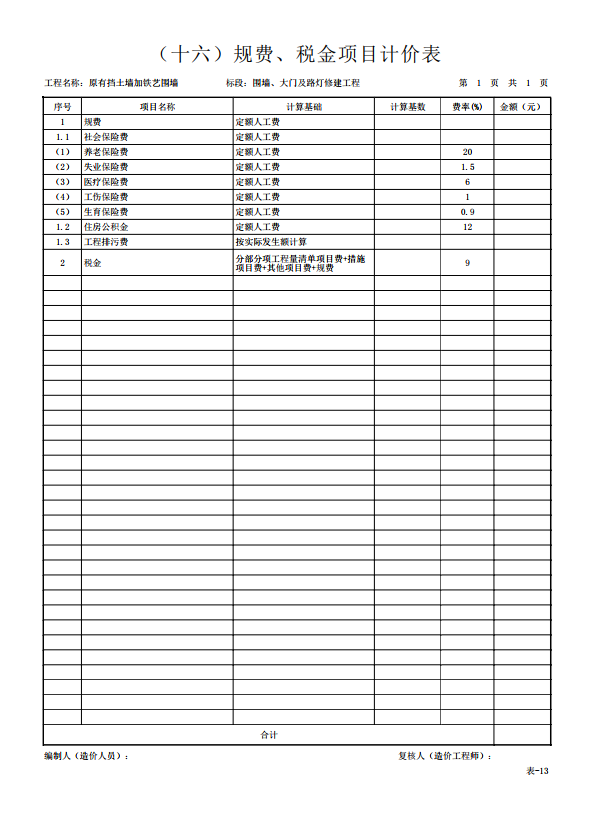 （十六）规费、税金项目计价表
工程名称：原有挡土墙加铁艺围墙 标段：围墙、大门及路灯修建工程 第 1 页 共 1 页
序号 项目名称 计算基础 计算基数 费率(%) 金额（元）
1 规费 定额人工费
1.1 社会保险费 定额人工费
（1） 养老保险费 定额人工费 20
（2） 失业保险费 定额人工费 1.5
（3） 医疗保险费 定额人工费 6
（4） 工伤保险费 定额人工费 1
（5） 生育保险费 定额人工费 0.9
1.2 住房公积金 定额人工费 12
1.3 工程排污费 按实际发生额计算
2 税金 分部分项工程量清单项目费+措施
项目费+其他项目费+规费 9
合计
编制人（造价人员）： 复核人（造价工程师）：
表-13